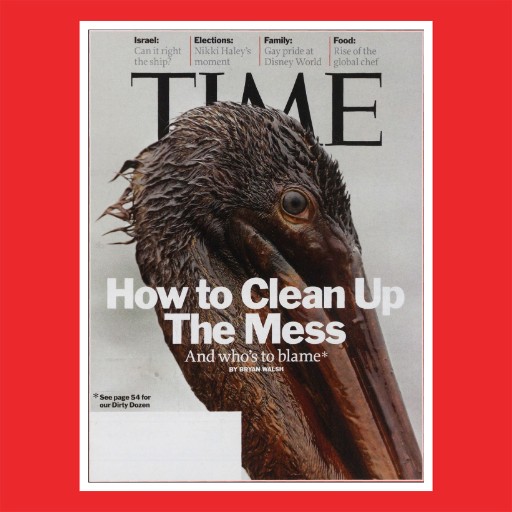 Israel:
Can it right
the ship?
Elections:
Nikki Haley's
moment
Family:
Gay pride at
Disney World
Food:
Rise of the
global chef
TIME
How to Clean Up
The Mess
And who's to blame*
BY BRYAN WALSH
* See page 54 for
our Dirty Dozen